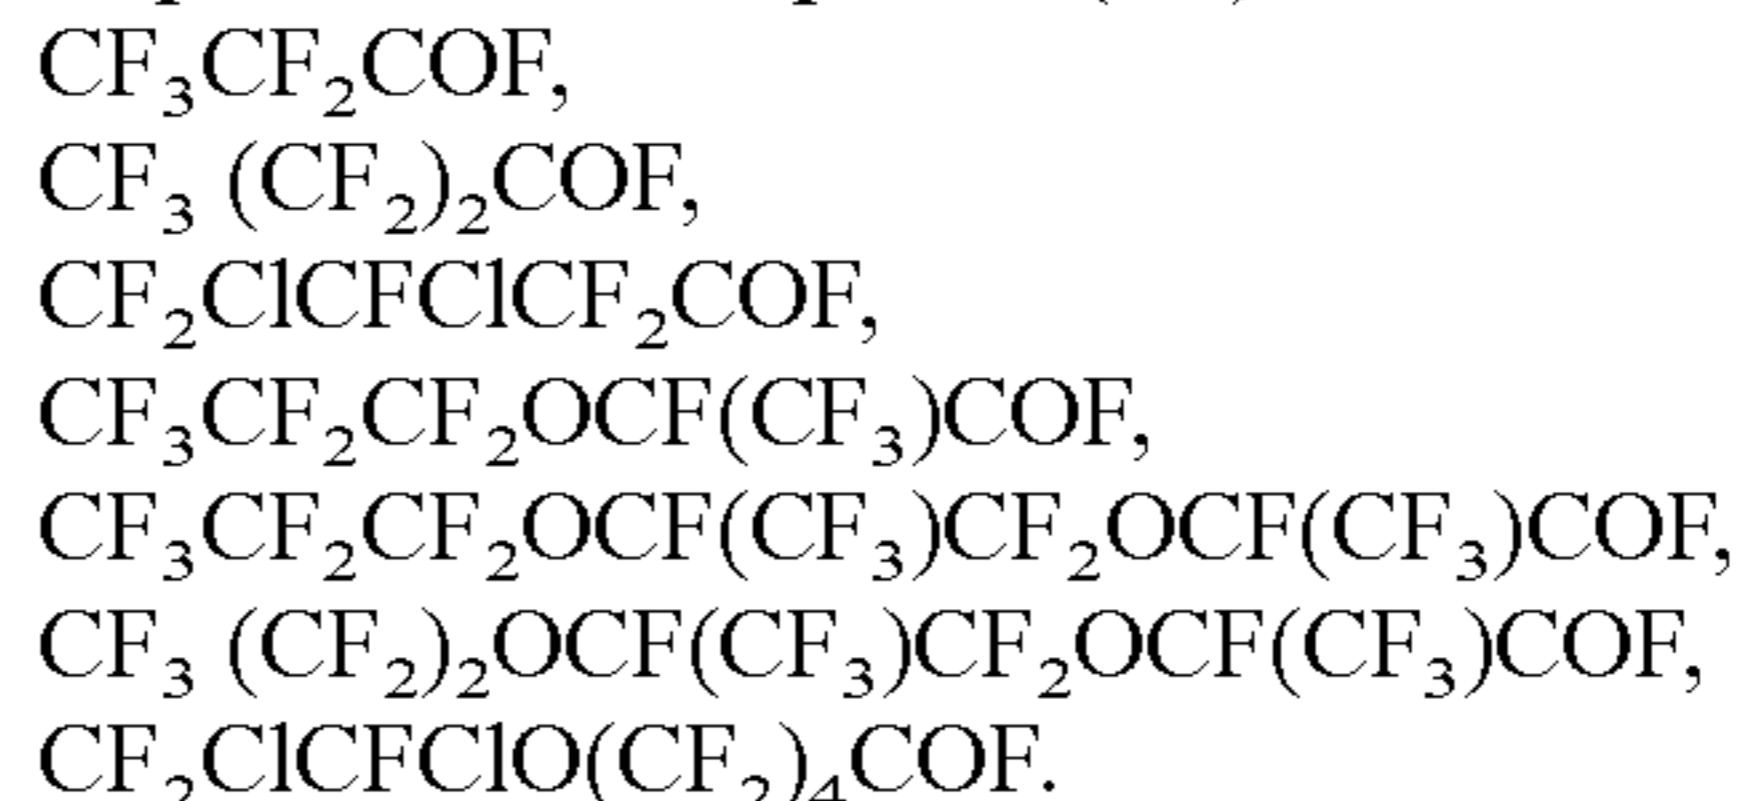 CF₃CF₂COF,
CF₃ (CF₂)₂COF,
CF₂ClCFClCF₂COF,
CF₃CF₂CF₂OCF(CF₃)COF,
CF₃CF₂CF₂OCF(CF₃)CF₂OCF(CF₃)COF,
CF₃ (CF₂)₂OCF(CF₃)CF₂OCF(CF₃)COF,
CF₂ClCFClO(CF₂)₄COF.